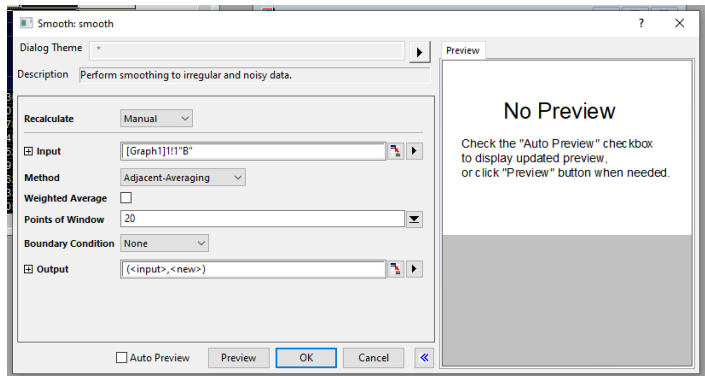 Smooth: smooth
?
Dialog Theme *
Description Perform smoothing to irregular and noisy data.
Recalculate Manual
Input [Graph1]1!1"B"
Method Adjacent-Averaging
Weighted Average
Points of Window 20
Boundary Condition None
Output (<input>,<new>)
Auto Preview Preview OK Cancel
Preview
No Preview
Check the "Auto Preview" checkbox
to display updated preview,
or click "Preview" button when needed.